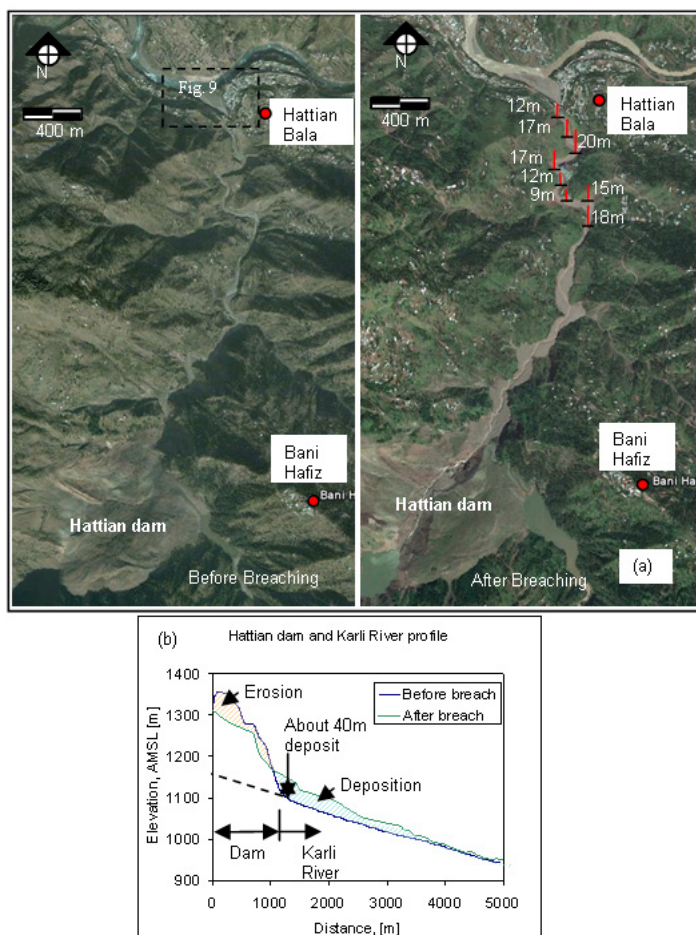 N
400 m
Fig. 9
Hattian
Bala
Bani
Hafiz
Bani H
Hattian dam
Before Breaching
N
400 m
Hattian
Bala
12m
17m
20m
17m
12m
9m
15m
18m
Bani
Hafiz
Bani Ha
Hattian dam
After Breaching
(a)
(b)
Hattian dam and Karli River profile
Elevation, AMSL [m]
1400
1300
1200
1100
1000
900
Erosion
Before breach
After breach
About 40m
deposit
Deposition
Dam
Karli
River
0
1000
2000
3000
4000
5000
Distance, [m]